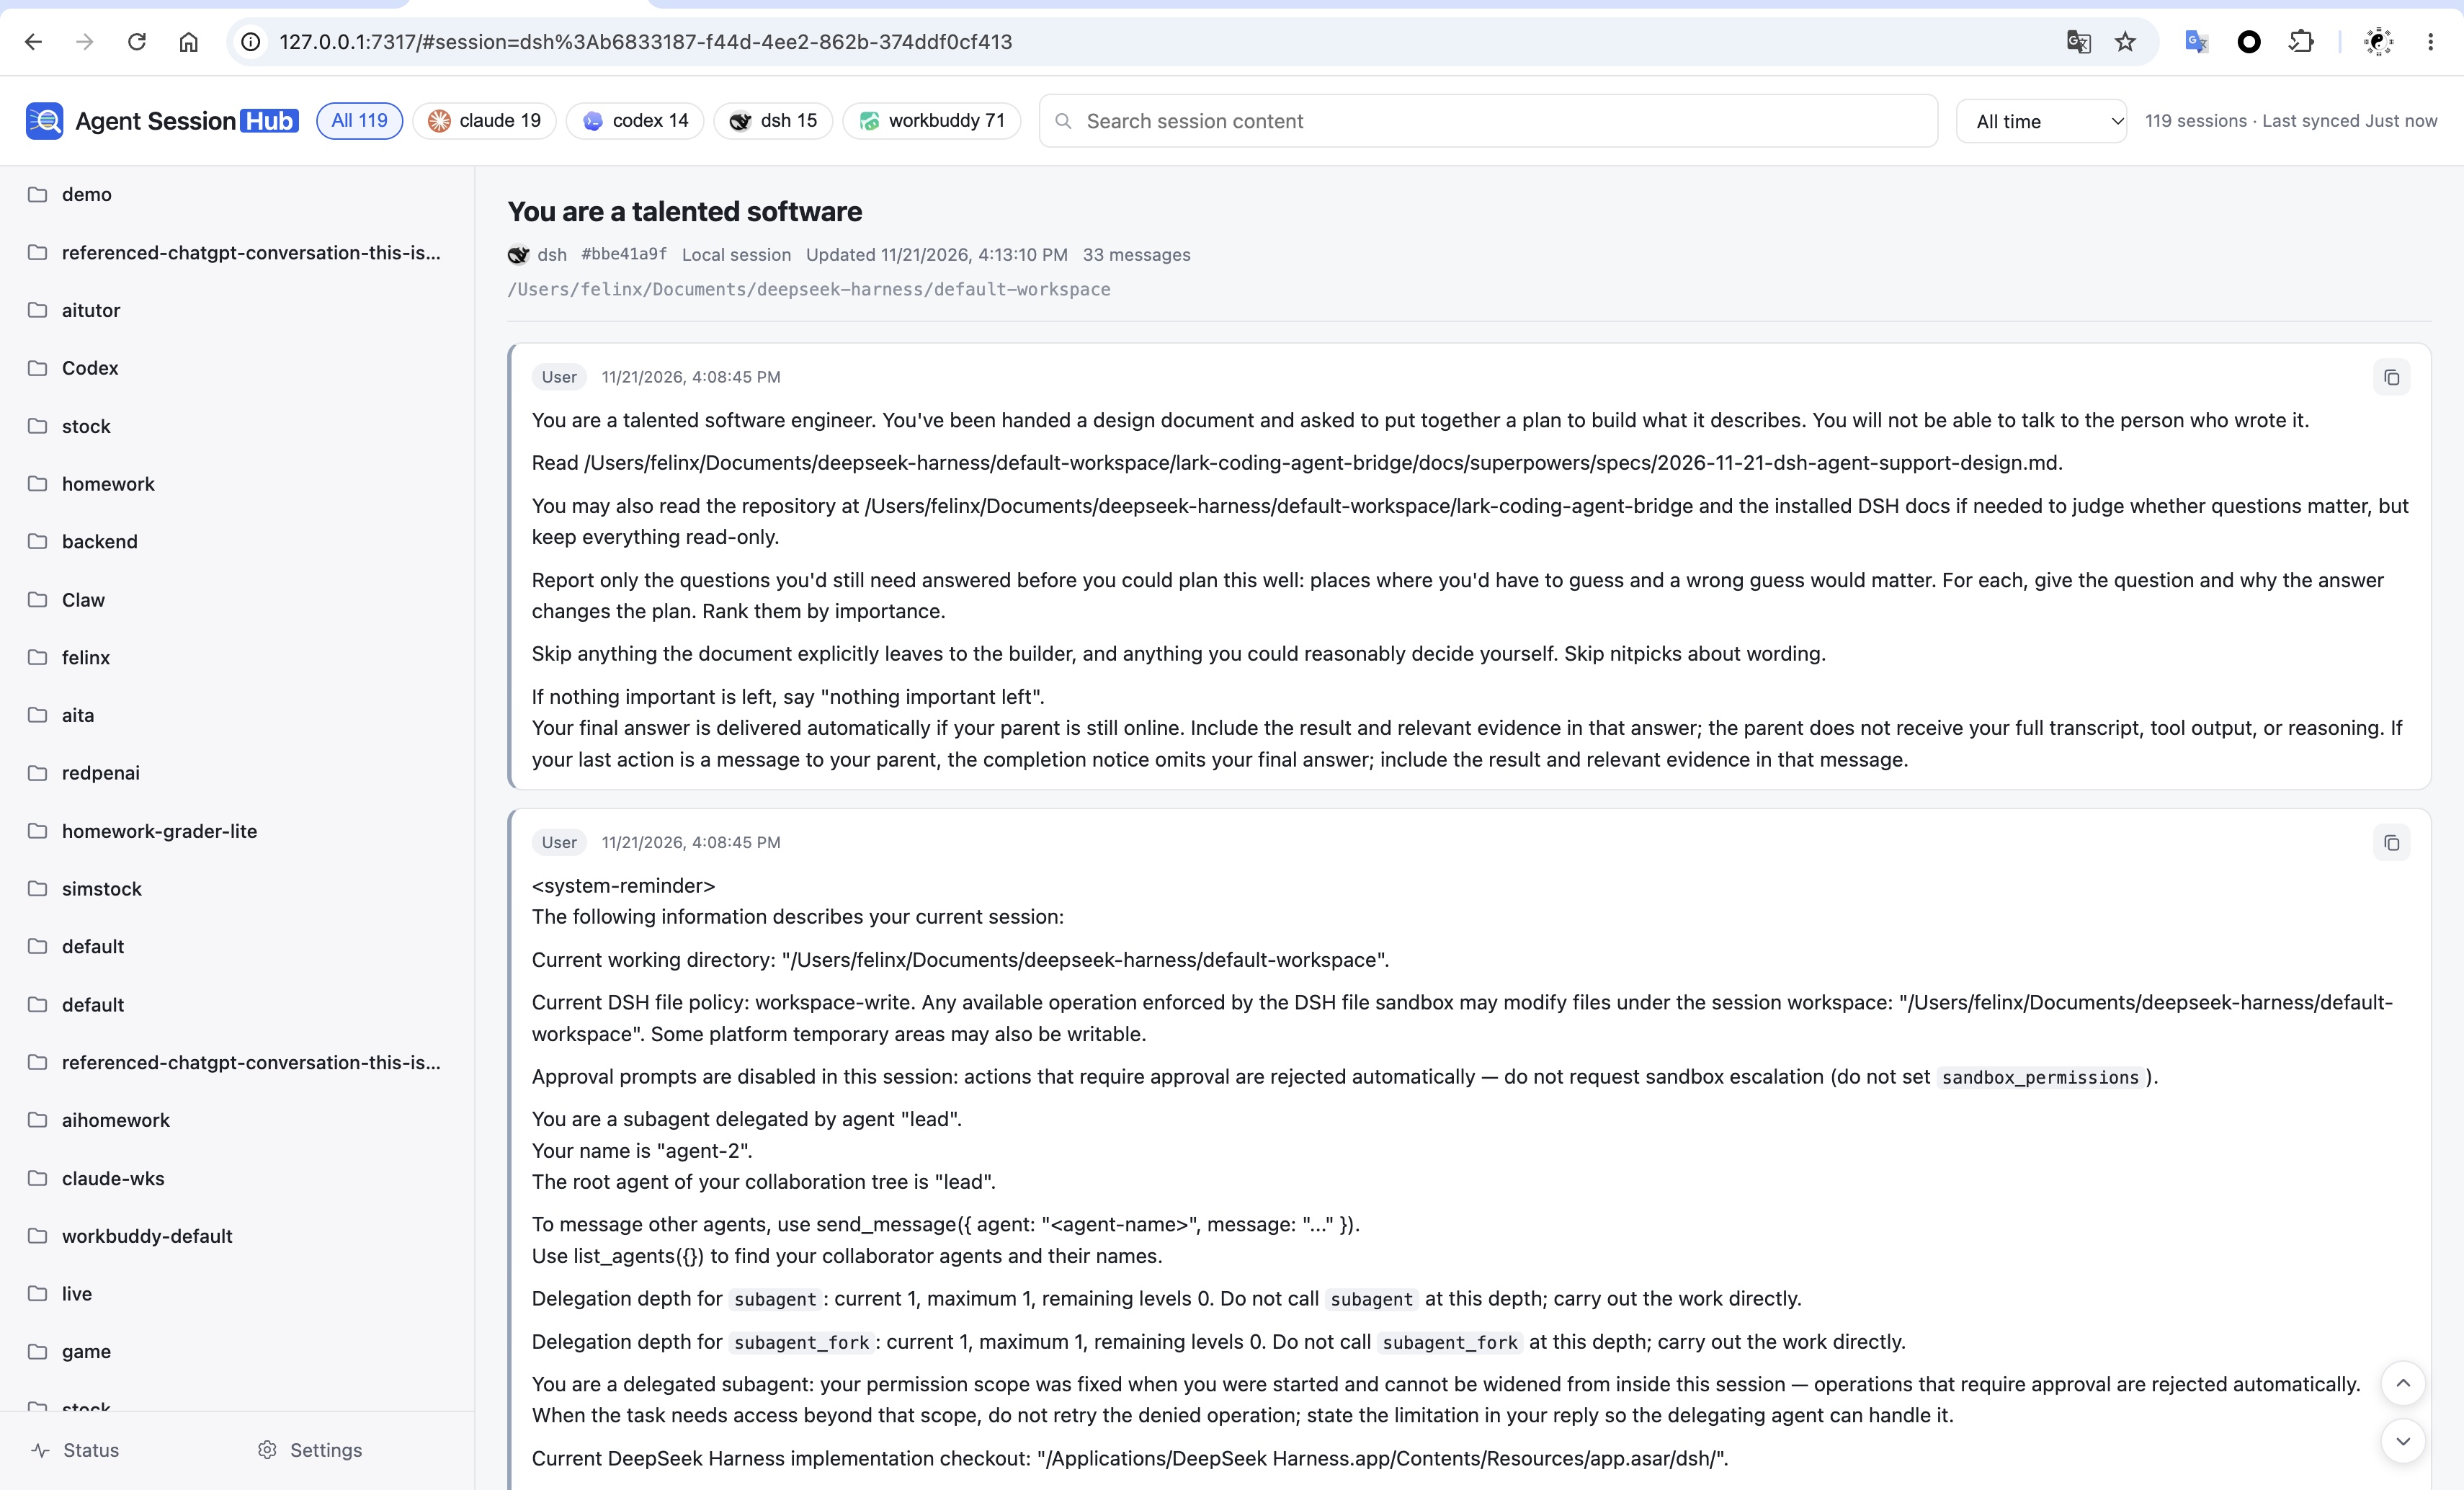 127.0.0.1:7317/#session=dsh%3Ab6833187-f44d-4ee2-862b-374ddf0cf413
Agent Session Hub
All 119
claude 19
codex 14
dsh 15
workbuddy 71
Search session content
All time
119 sessions · Last synced Just now
demo
referenced-chatgpt-conversation-this-is...
aitutor
Codex
stock
homework
backend
Claw
felinx
aita
redpenai
homework-grader-lite
simstock
default
default
referenced-chatgpt-conversation-this-is...
aihomework
claude-wks
workbuddy-default
live
game
stock
Status
Settings
You are a talented software
dsh #bbe41a9f Local session Updated 11/21/2026, 4:13:10 PM 33 messages
/Users/felinx/Documents/deepseek-harness/default-workspace
User 11/21/2026, 4:08:45 PM
You are a talented software engineer. You've been handed a design document and asked to put together a plan to build what it describes. You will not be able to talk to the person who wrote it.
Read /Users/felinx/Documents/deepseek-harness/default-workspace/lark-coding-agent-bridge/docs/superpowers/specs/2026-11-21-dsh-agent-support-design.md.
You may also read the repository at /Users/felinx/Documents/deepseek-harness/default-workspace/lark-coding-agent-bridge and the installed DSH docs if needed to judge whether questions matter, but
keep everything read-only.
Report only the questions you'd still need answered before you could plan this well: places where you'd have to guess and a wrong guess would matter. For each, give the question and why the answer
changes the plan. Rank them by importance.
Skip anything the document explicitly leaves to the builder, and anything you could reasonably decide yourself. Skip nitpicks about wording.
If nothing important is left, say "nothing important left".
Your final answer is delivered automatically if your parent is still online. Include the result and relevant evidence in that answer; the parent does not receive your full transcript, tool output, or reasoning. If
your last action is a message to your parent, the completion notice omits your final answer; include the result and relevant evidence in that message.
User 11/21/2026, 4:08:45 PM
<system-reminder>
The following information describes your current session:
Current working directory: "/Users/felinx/Documents/deepseek-harness/default-workspace".
Current DSH file policy: workspace-write. Any available operation enforced by the DSH file sandbox may modify files under the session workspace: "/Users/felinx/Documents/deepseek-harness/default-
workspace". Some platform temporary areas may also be writable.
Approval prompts are disabled in this session: actions that require approval are rejected automatically — do not request sandbox escalation (do not set sandbox_permissions).
You are a subagent delegated by agent "lead".
Your name is "agent-2".
The root agent of your collaboration tree is "lead".
To message other agents, use send_message({ agent: "<agent-name>", message: "..." }).
Use list_agents({}) to find your collaborator agents and their names.
Delegation depth for subagent: current 1, maximum 1, remaining levels 0. Do not call subagent at this depth; carry out the work directly.
Delegation depth for subagent_fork: current 1, maximum 1, remaining levels 0. Do not call subagent_fork at this depth; carry out the work directly.
You are a delegated subagent: your permission scope was fixed when you were started and cannot be widened from inside this session — operations that require approval are rejected automatically.
When the task needs access beyond that scope, do not retry the denied operation; state the limitation in your reply so the delegating agent can handle it.
Current DeepSeek Harness implementation checkout: "/Applications/DeepSeek Harness.app/Contents/Resources/app.asar/dsh/".